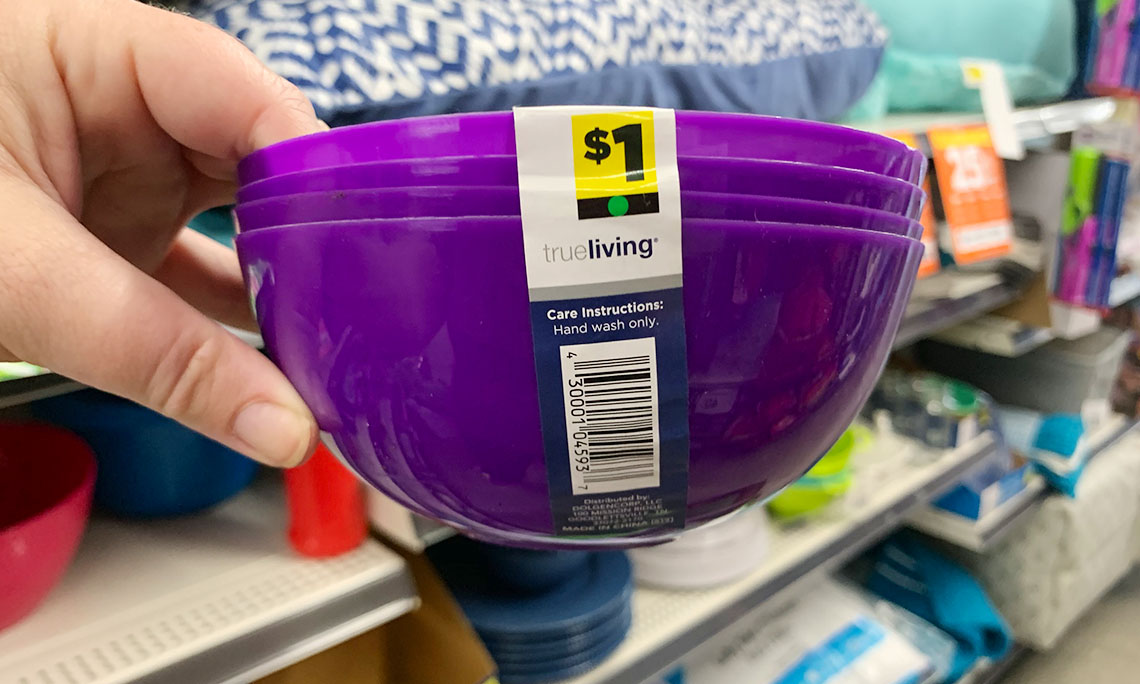 $1
trueliving®
Care Instructions:
Hand wash only.
4 30001 04593 7
Distributed by:
DOLGENCORP, LLC
100 MISSION RIDGE
GOODLETTSVILLE, TN
MADE IN CHINA
25¢